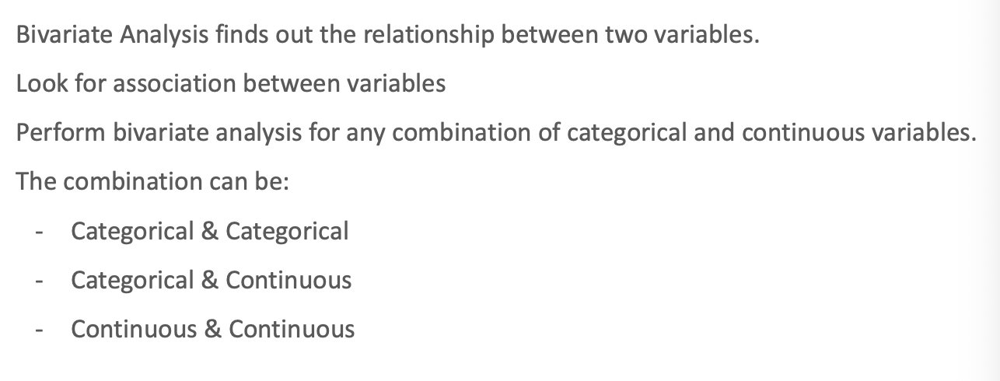 Bivariate Analysis finds out the relationship between two variables.
Look for association between variables
Perform bivariate analysis for any combination of categorical and continuous variables.
The combination can be:
- Categorical & Categorical
- Categorical & Continuous
- Continuous & Continuous